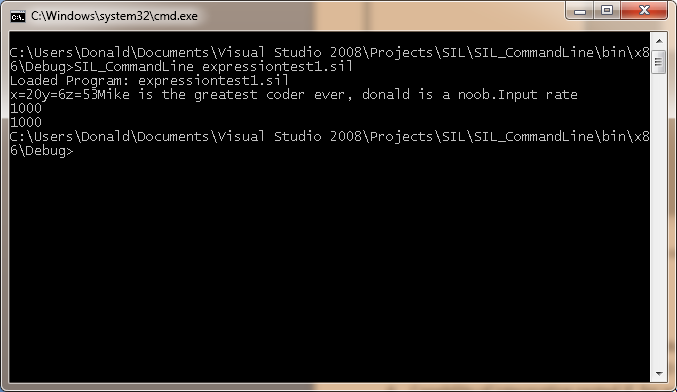 C:\Windows\system32\cmd.exe
C:\Users\Donald\Documents\Visual Studio 2008\Projects\SIL\SIL_CommandLine\bin\x8
6\Debug>SIL_CommandLine expressiontest1.sil
Loaded Program: expressiontest1.sil
x=20y=6z=53Mike is the greatest coder ever, donald is a noob.Input rate
1000
1000
C:\Users\Donald\Documents\Visual Studio 2008\Projects\SIL\SIL_CommandLine\bin\x8
6\Debug>